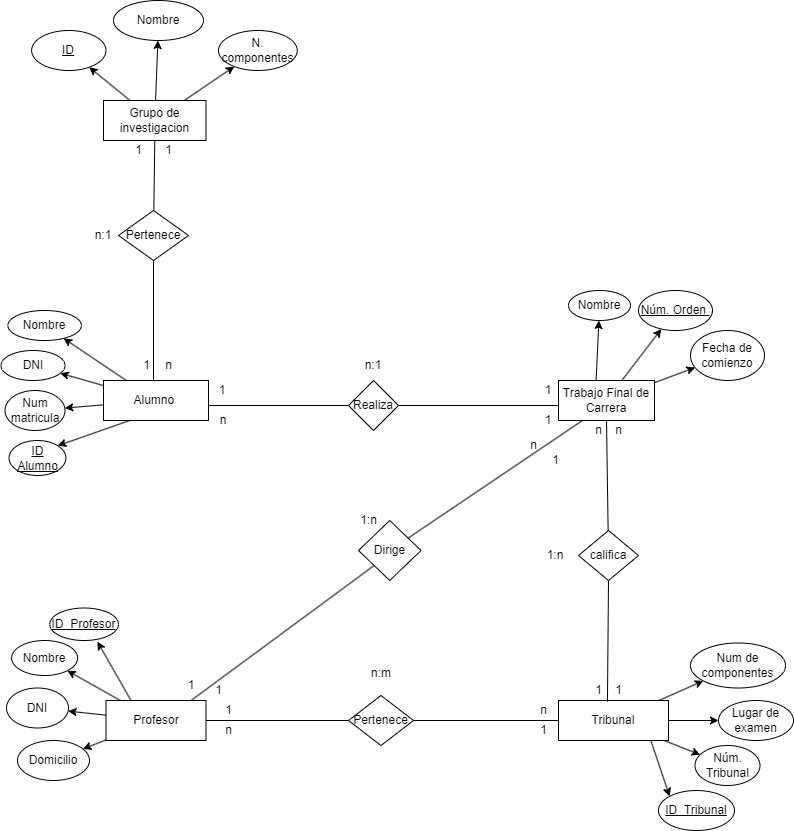 Nombre
ID
N.
componentes
Grupo de
investigacion
1
1
n:1
Pertenece
Nombre
DNI
Num
matricula
ID
Alumno
1
n
Alumno
1
n
n:1
Realiza
1
1
Nombre
Núm. Orden
Fecha de
comienzo
Trabajo Final de
Carrera
n
n
n
1
1:n
Dirige
1:n
califica
ID_Profesor
Nombre
DNI
Domicilio
Profesor
1
1
1
n
n:m
Pertenece
n
1
1
1
Tribunal
Num de
componentes
Lugar de
examen
Núm.
Tribunal
ID_Tribunal